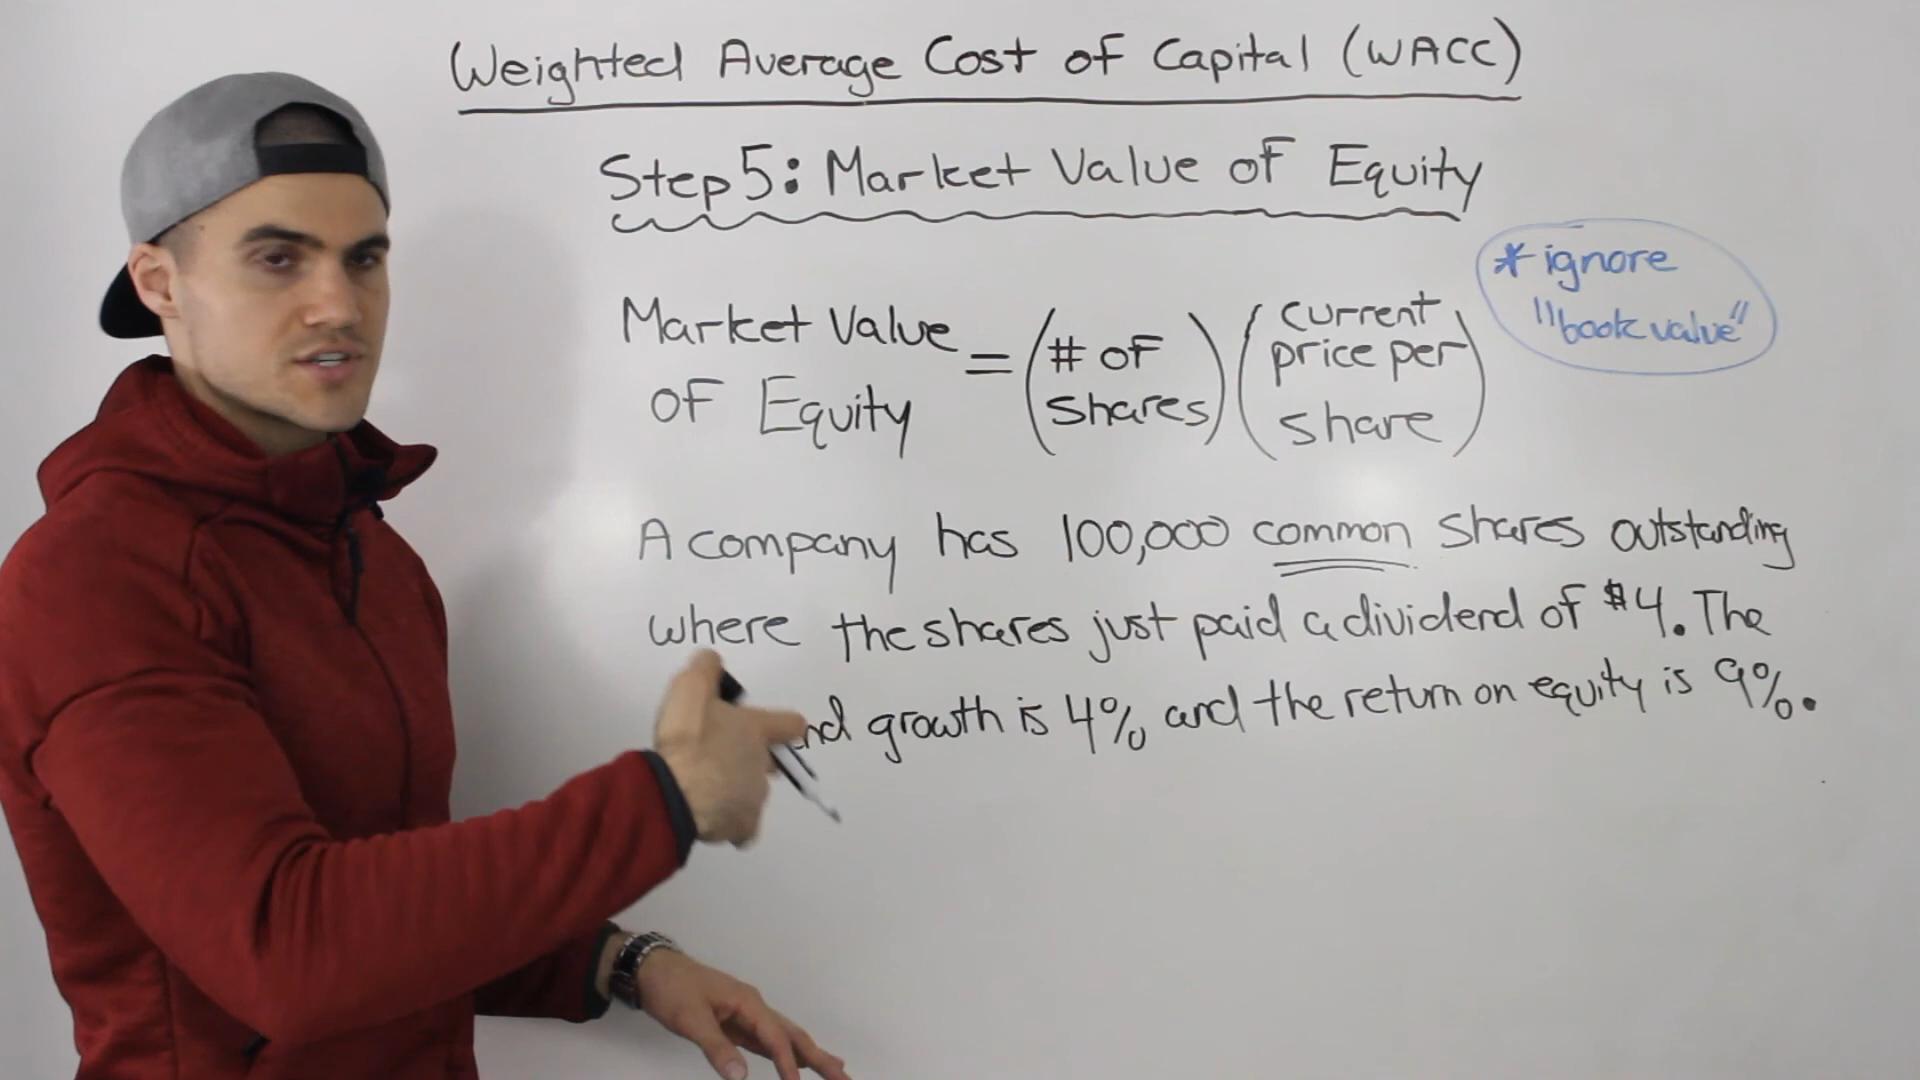 Weighted Average Cost of Capital (WACC)
Step 5: Market Value of Equity
* ignore
"book value"
Market Value
of Equity
=
(# of
shares)
(current
price per
share)
A company has 100,000 common shares outstanding
where the shares just paid a dividend of $4. The
growth is 4% and the return on equity is 9%.